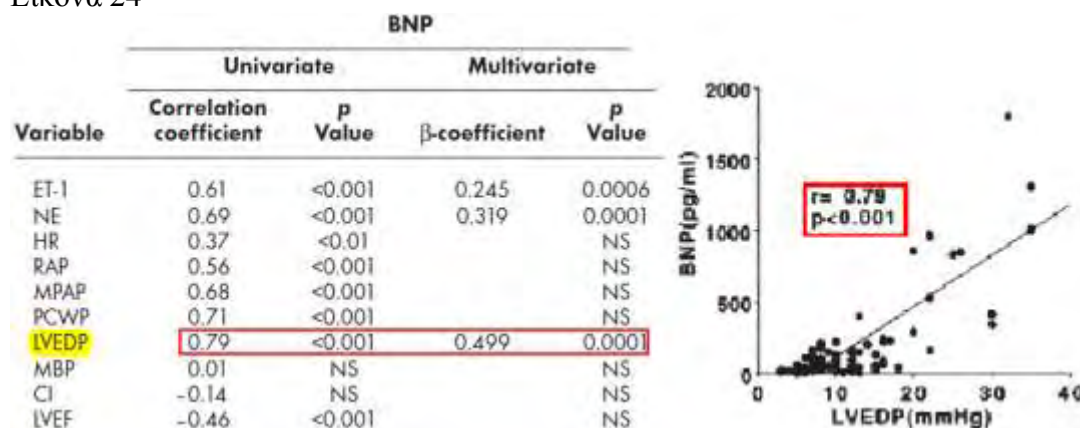 Εικόνα 24
BNP
Univariate Multivariate
Variable Correlation coefficient p Value β-coefficient p Value
ET-1 0.61 <0.001 0.245 0.0006
NE 0.69 <0.001 0.319 0.0001
HR 0.37 <0.01 NS
RAP 0.56 <0.001 NS
MPAP 0.68 <0.001 NS
PCWP 0.71 <0.001 NS
LVEDP 0.79 <0.001 0.499 0.0001
MBP 0.01 NS NS
CI -0.14 NS NS
LVEF -0.46 <0.001 NS
BNP(pg/ml)
2000
1500
1000
500
0
r= 0.79
p<0.001
0 10 20 30 40
LVEDP(mmHg)